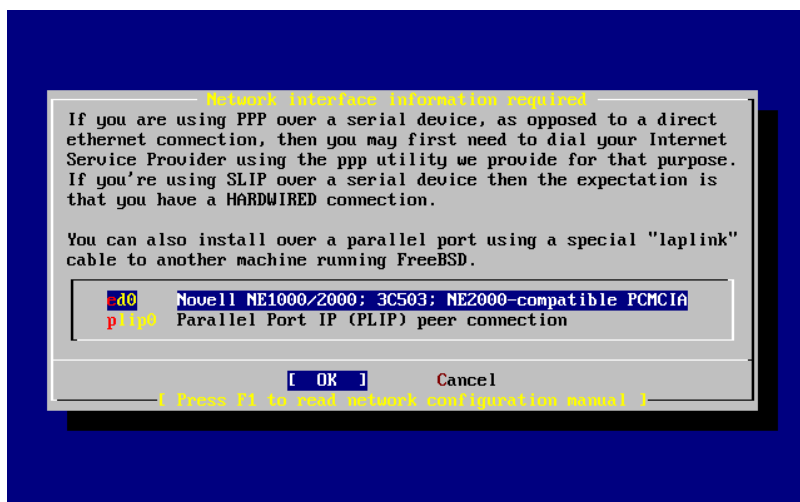 Network interface information required
If you are using PPP over a serial device, as opposed to a direct
ethernet connection, then you may first need to dial your Internet
Service Provider using the ppp utility we provide for that purpose.
If you're using SLIP over a serial device then the expectation is
that you have a HARDWIRED connection.
You can also install over a parallel port using a special "laplink"
cable to another machine running FreeBSD.
ed0 Novell NE1000/2000; 3C503; NE2000-compatible PCMCIA
plip0 Parallel Port IP (PLIP) peer connection
[ OK ] Cancel
[ Press F1 to read network configuration manual ]